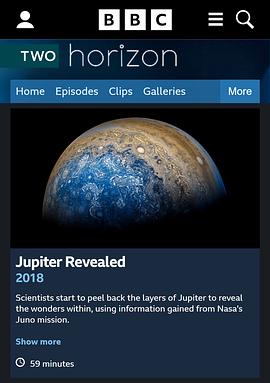 BBC
TWO horizon
Home Episodes Clips Galleries More
Jupiter Revealed
2018
Scientists start to peel back the layers of Jupiter to reveal
the wonders within, using information gained from Nasa's
Juno mission.
Show more
59 minutes